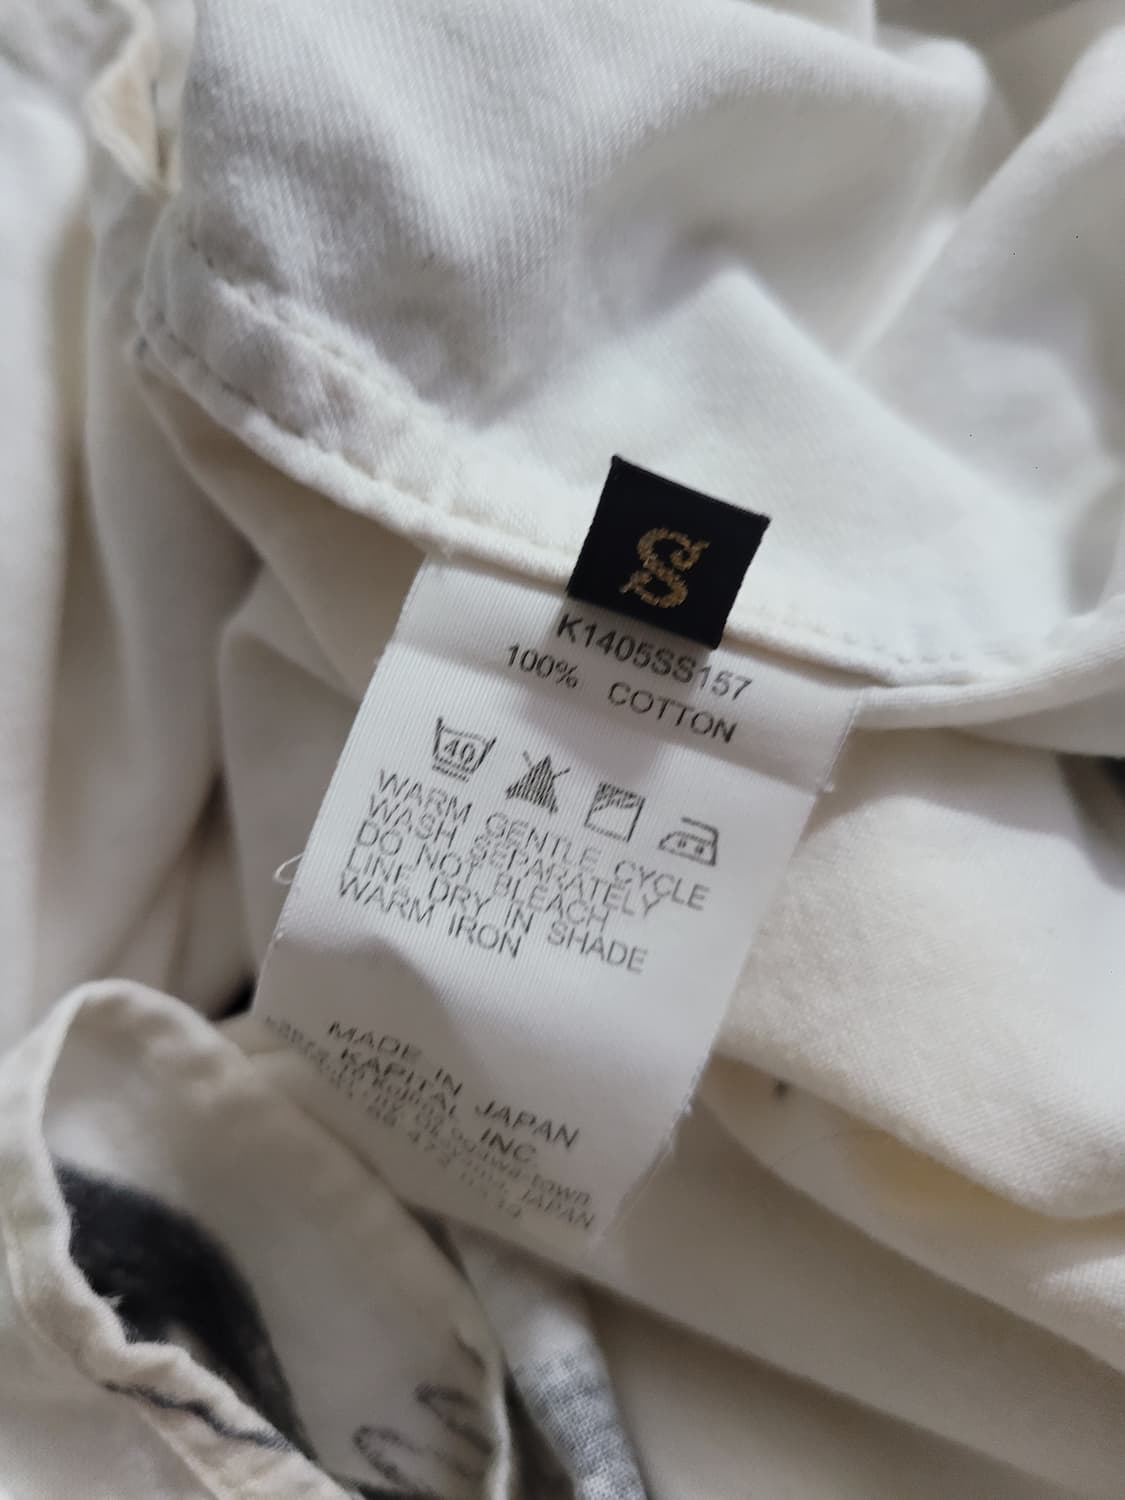 S
K1405SS157
100% COTTON
40
WARM GENTLE CYCLE
WASH SEPARATELY
DO NOT BLEACH
LINE DRY IN SHADE
WARM IRON
MADE IN JAPAN
KAPITAL INC
JAPAN